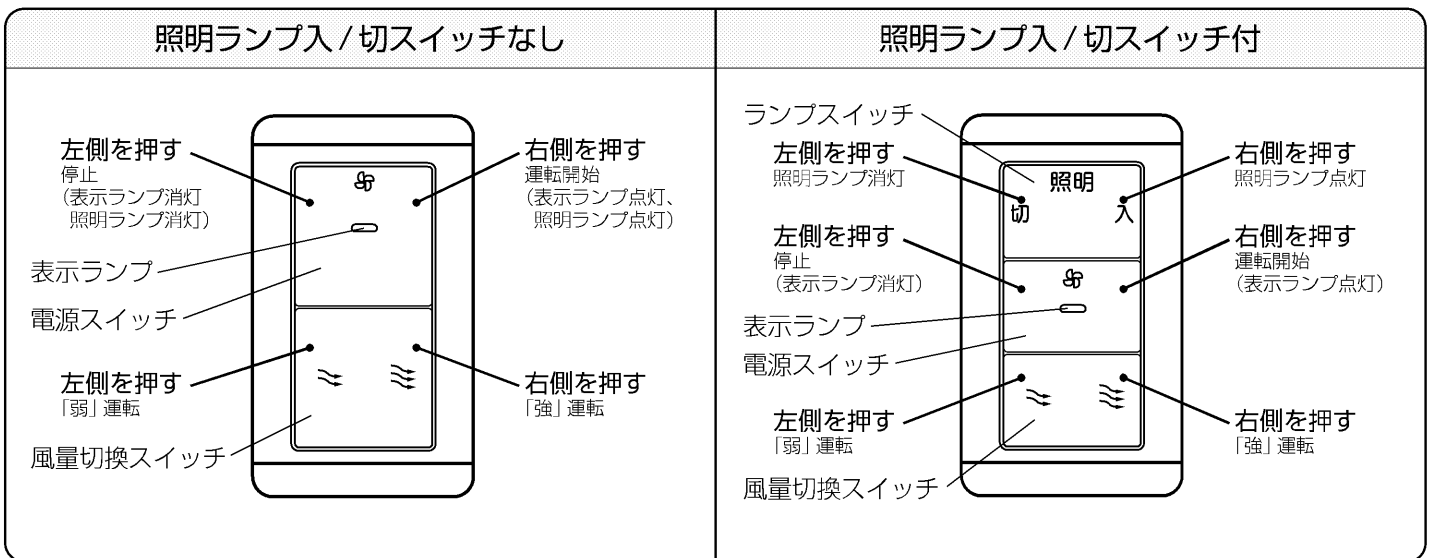 照明ランプ入/切スイッチなし
左側を押す
停止
(表示ランプ消灯
照明ランプ消灯)
右側を押す
運転開始
(表示ランプ点灯、
照明ランプ点灯)
表示ランプ
電源スイッチ
左側を押す
「弱」運転
右側を押す
「強」運転
風量切換スイッチ
照明ランプ入/切スイッチ付
ランプスイッチ
左側を押す
照明ランプ消灯
照明
切
入
右側を押す
照明ランプ点灯
左側を押す
停止
(表示ランプ消灯)
右側を押す
運転開始
(表示ランプ点灯)
表示ランプ
電源スイッチ
左側を押す
「弱」運転
右側を押す
「強」運転
風量切換スイッチ